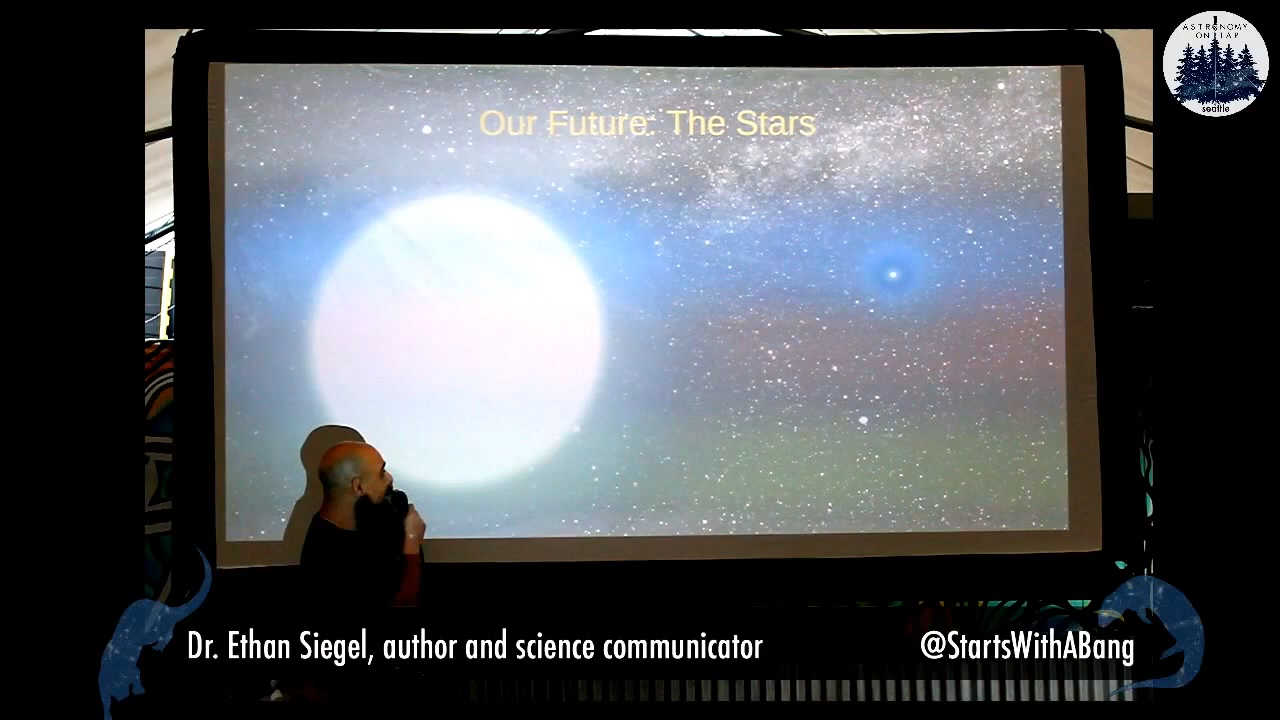 ASTRONOMY
ON TAP
seattle
Our Future: The Stars
Dr. Ethan Siegel, author and science communicator
@StartsWithABang